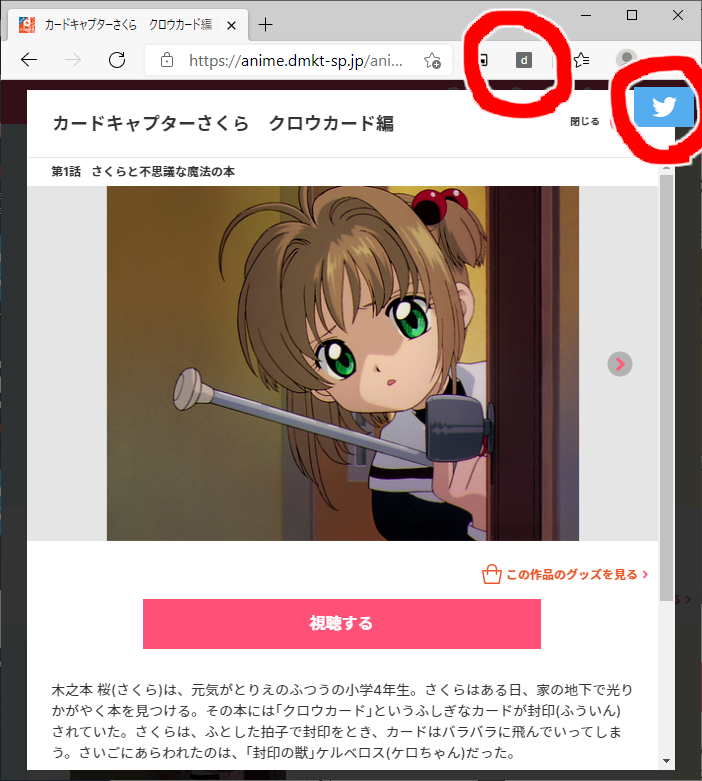 カードキャプターさくら クロウカード編
https://anime.dmkt-sp.jp/ani...
d
カードキャプターさくら　クロウカード編
閉じる
第1話 さくらと不思議な魔法の本
この作品のグッズを見る
視聴する
木之本 桜(さくら)は、元気がとりえのふつうの小学4年生。さくらはある日、家の地下で光り
かがやく本を見つける。その本には｢クロウカード｣というふしぎなカードが封印(ふういん)
されていた。さくらは、ふとした拍子で封印をとき、カードはバラバラに飛んでいってしま
う。さいごにあらわれたのは、｢封印の獣｣ケルベロス(ケロちゃん)だった。